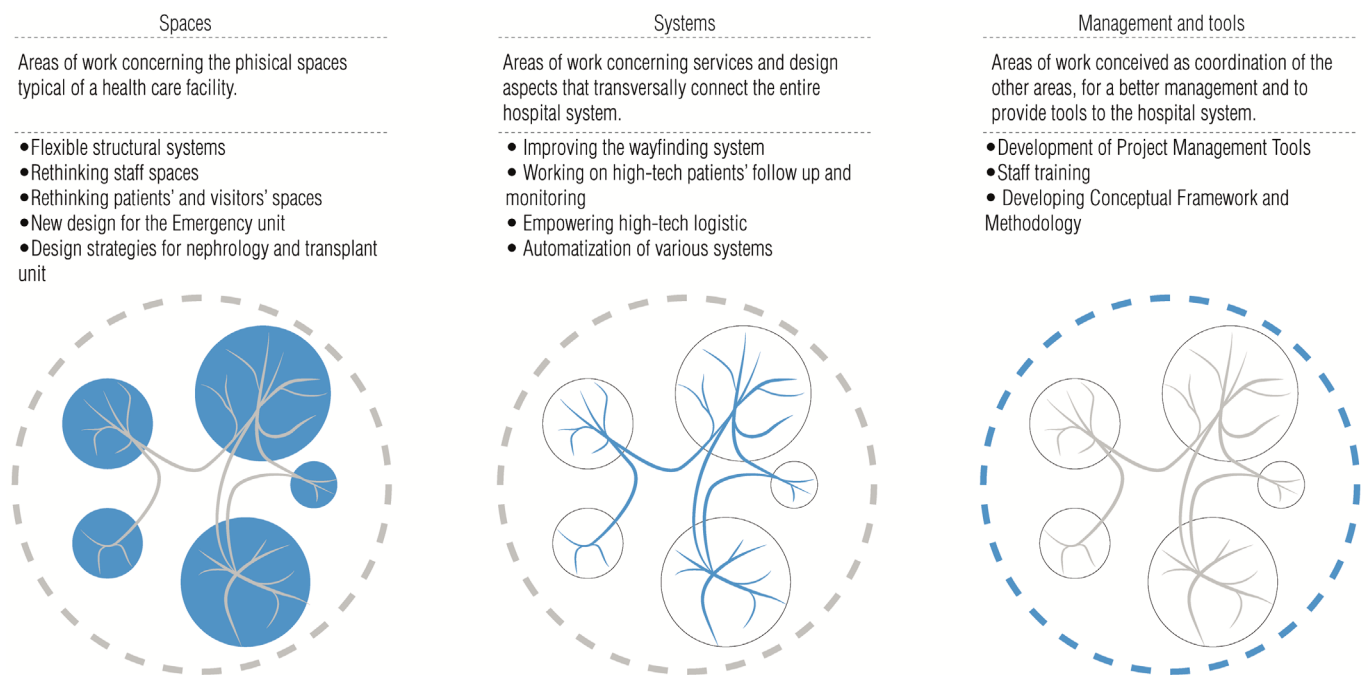 Spaces
Areas of work concerning the phisical spaces
typical of a health care facility.
•Flexible structural systems
•Rethinking staff spaces
•Rethinking patients' and visitors' spaces
•New design for the Emergency unit
•Design strategies for nephrology and transplant
unit
Systems
Areas of work concerning services and design
aspects that transversally connect the entire
hospital system.
• Improving the wayfinding system
• Working on high-tech patients' follow up and
monitoring
• Empowering high-tech logistic
• Automatization of various systems
Management and tools
Areas of work conceived as coordination of the
other areas, for a better management and to
provide tools to the hospital system.
•Development of Project Management Tools
•Staff training
• Developing Conceptual Framework and
Methodology